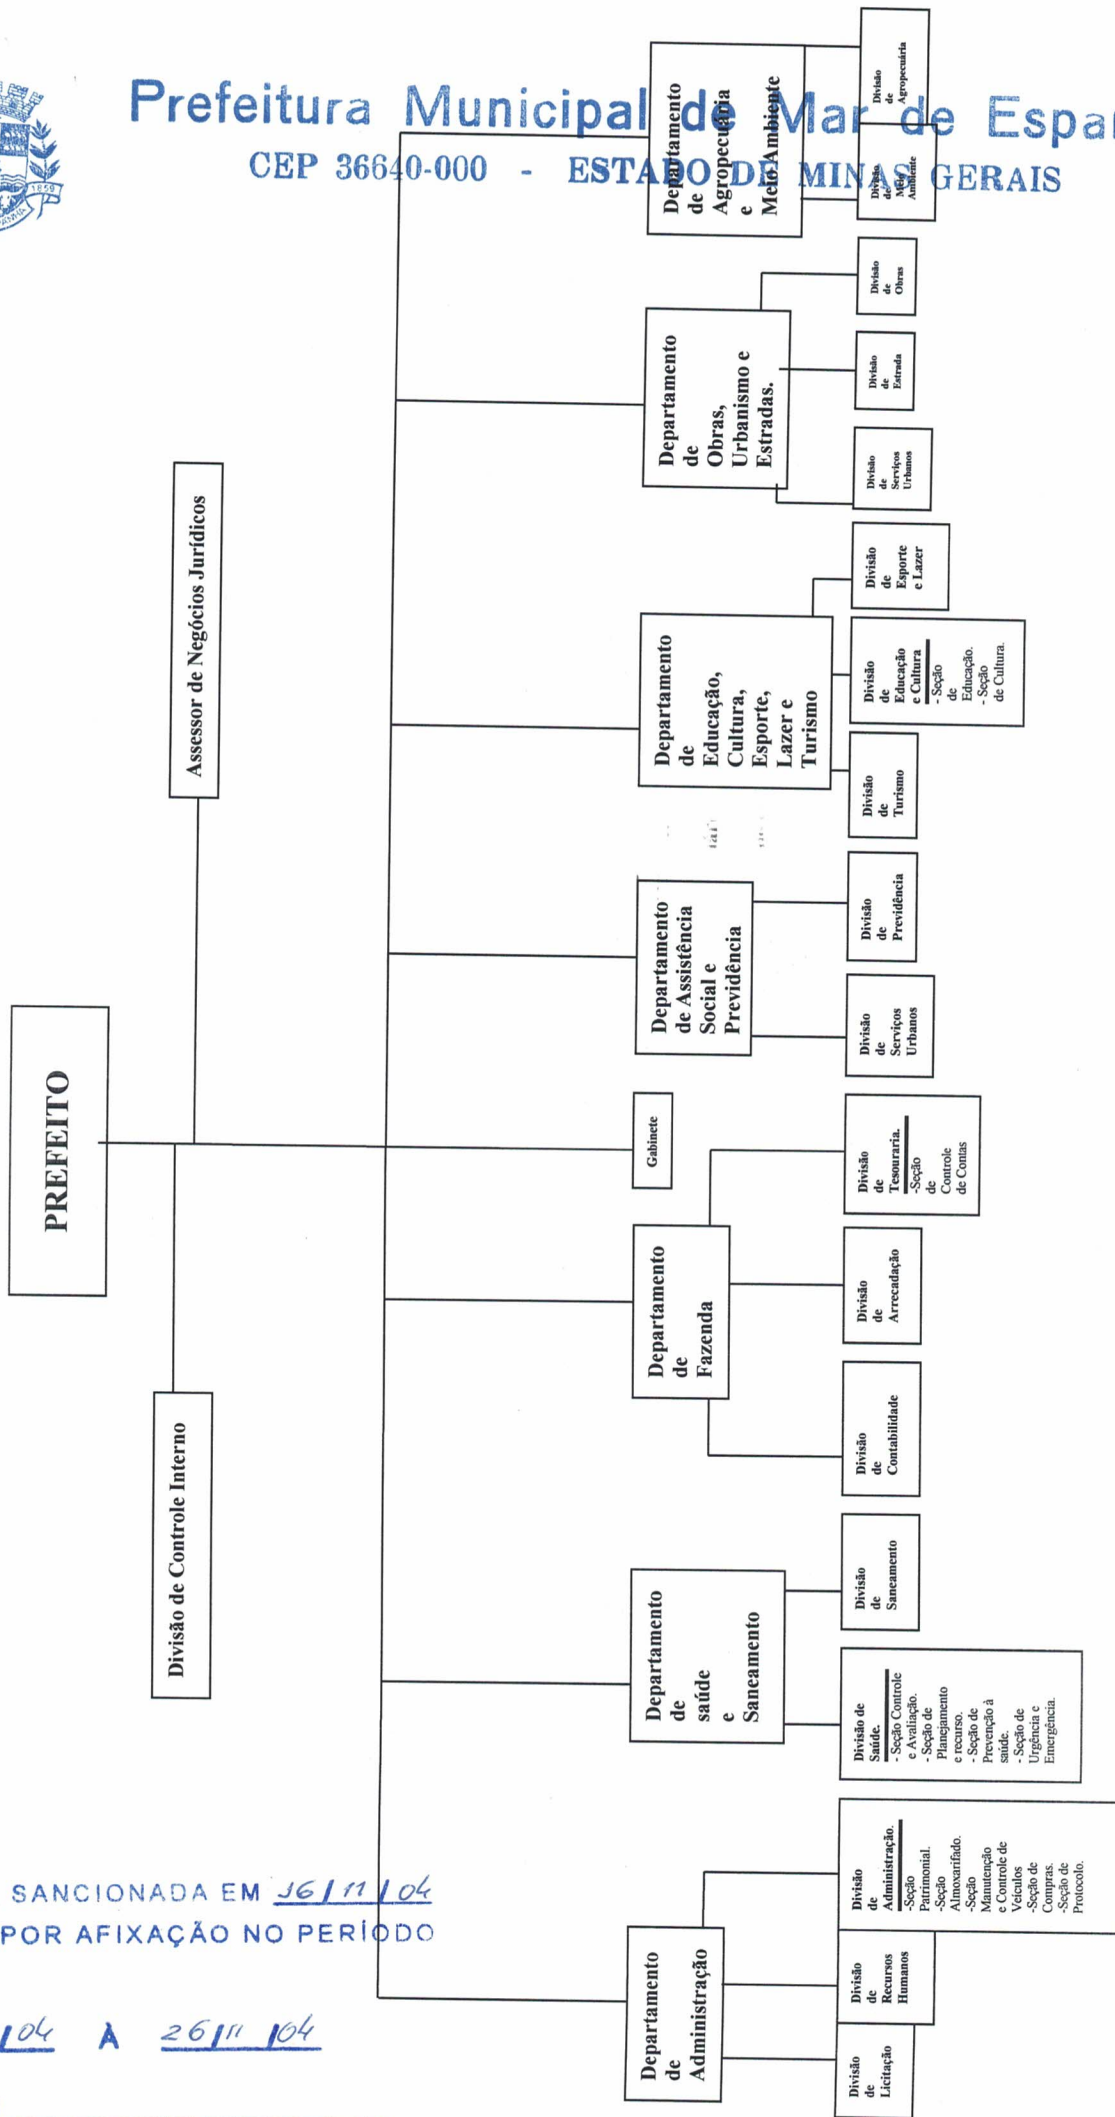 Prefeitura Municipal de Mar de Espa
CEP 36640-000 - ESTADO DE MINAS GERAIS
1859
PREFEITO
Divisão de Controle Interno
Assessor de Negócios Jurídicos
Departamento
de
Administração
Departamento
de
saúde
e
Saneamento
Departamento
de
Fazenda
Gabinete
Departamento
de Assistência
Social e
Previdência
Departamento
de
Educação,
Cultura,
Esporte,
Lazer e
Turismo
Departamento
de
Obras,
Urbanismo e
Estradas.
Departamento
de
Agropecuária
e
Meio Ambiente
Divisão
de
Licitação
Divisão
de
Recursos
Humanos
Divisão
de
Administração.
-Seção
Patrimonial.
-Seção
Almoxarifado.
-Seção
Manutenção
e Controle de
Veículos
-Seção de
Compras.
-Seção de
Protocolo.
Divisão de
Saúde.
- Seção Controle
e Avaliação.
- Seção de
Planejamento
e recurso.
- Seção de
Prevenção à
saúde.
- Seção de
Urgência e
Emergência.
Divisão
de
Saneamento
Divisão
de
Contabilidade
Divisão
de
Arrecadação
Divisão
de
Tesouraria.
-Seção
de
Controle
de Contas
Divisão
de
Serviços
Urbanos
Divisão
de
Previdência
Divisão
de
Turismo
Divisão
de
Educação
e Cultura
- Seção
de
Educação.
- Seção
de Cultura.
Divisão
de
Esporte
e Lazer
Divisão
de
Serviços
Urbanos
Divisão
de
Estrada
Divisão
de
Obras
Divisão
de
Meio
Ambiente
Divisão
de
Agropecuária
SANCIONADA EM 16/11/04
POR AFIXAÇÃO NO PERÍODO
/04 A 26/11/04